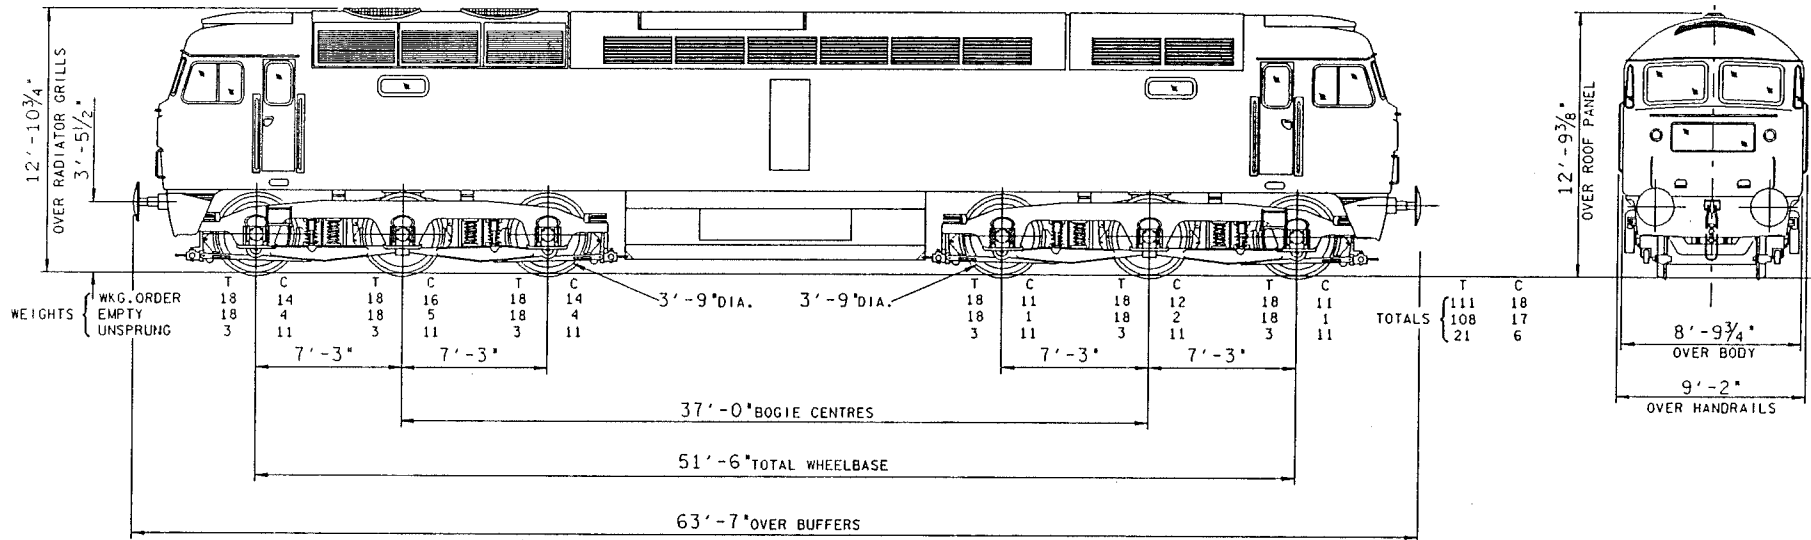 12'-10¾"
OVER RADIATOR GRILLS
3'-5½"
12'-9⅜"
OVER ROOF PANEL
T C T C T C T C T C T C T C
WEIGHTS { WKG.ORDER 18 14 18 16 18 14 18 11 18 12 18 11 TOTALS { 111 18
EMPTY 18 4 18 5 18 4 18 1 18 2 18 1 108 17
UNSPRUNG 3 11 3 11 3 11 3 11 3 11 3 11 21 6
3'-9"DIA. 3'-9"DIA.
7'-3" 7'-3" 7'-3" 7'-3"
8'-9¾"
OVER BODY
9'-2"
OVER HANDRAILS
37'-0"BOGIE CENTRES
51'-6"TOTAL WHEELBASE
63'-7"OVER BUFFERS